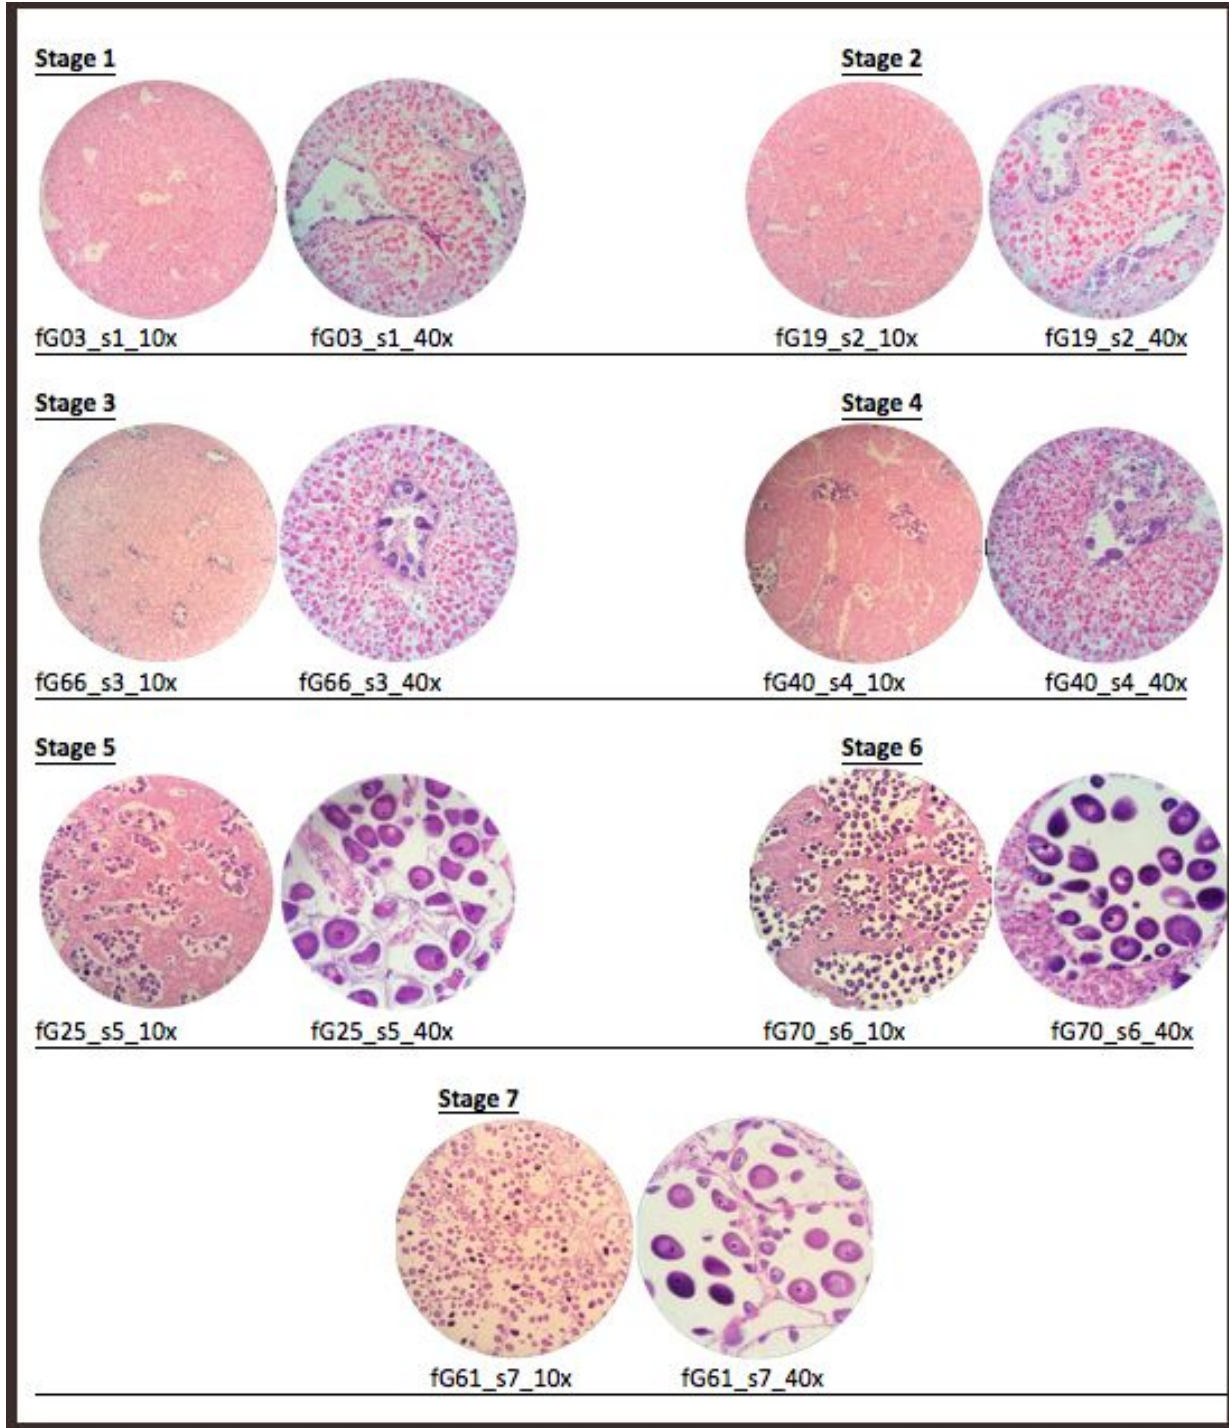 Stage 1
Stage 2
fG03_s1_10x
fG03_s1_40x
fG19_s2_10x
fG19_s2_40x
Stage 3
Stage 4
fG66_s3_10x
fG66_s3_40x
fG40_s4_10x
fG40_s4_40x
Stage 5
Stage 6
fG25_s5_10x
fG25_s5_40x
fG70_s6_10x
fG70_s6_40x
Stage 7
fG61_s7_10x
fG61_s7_40x